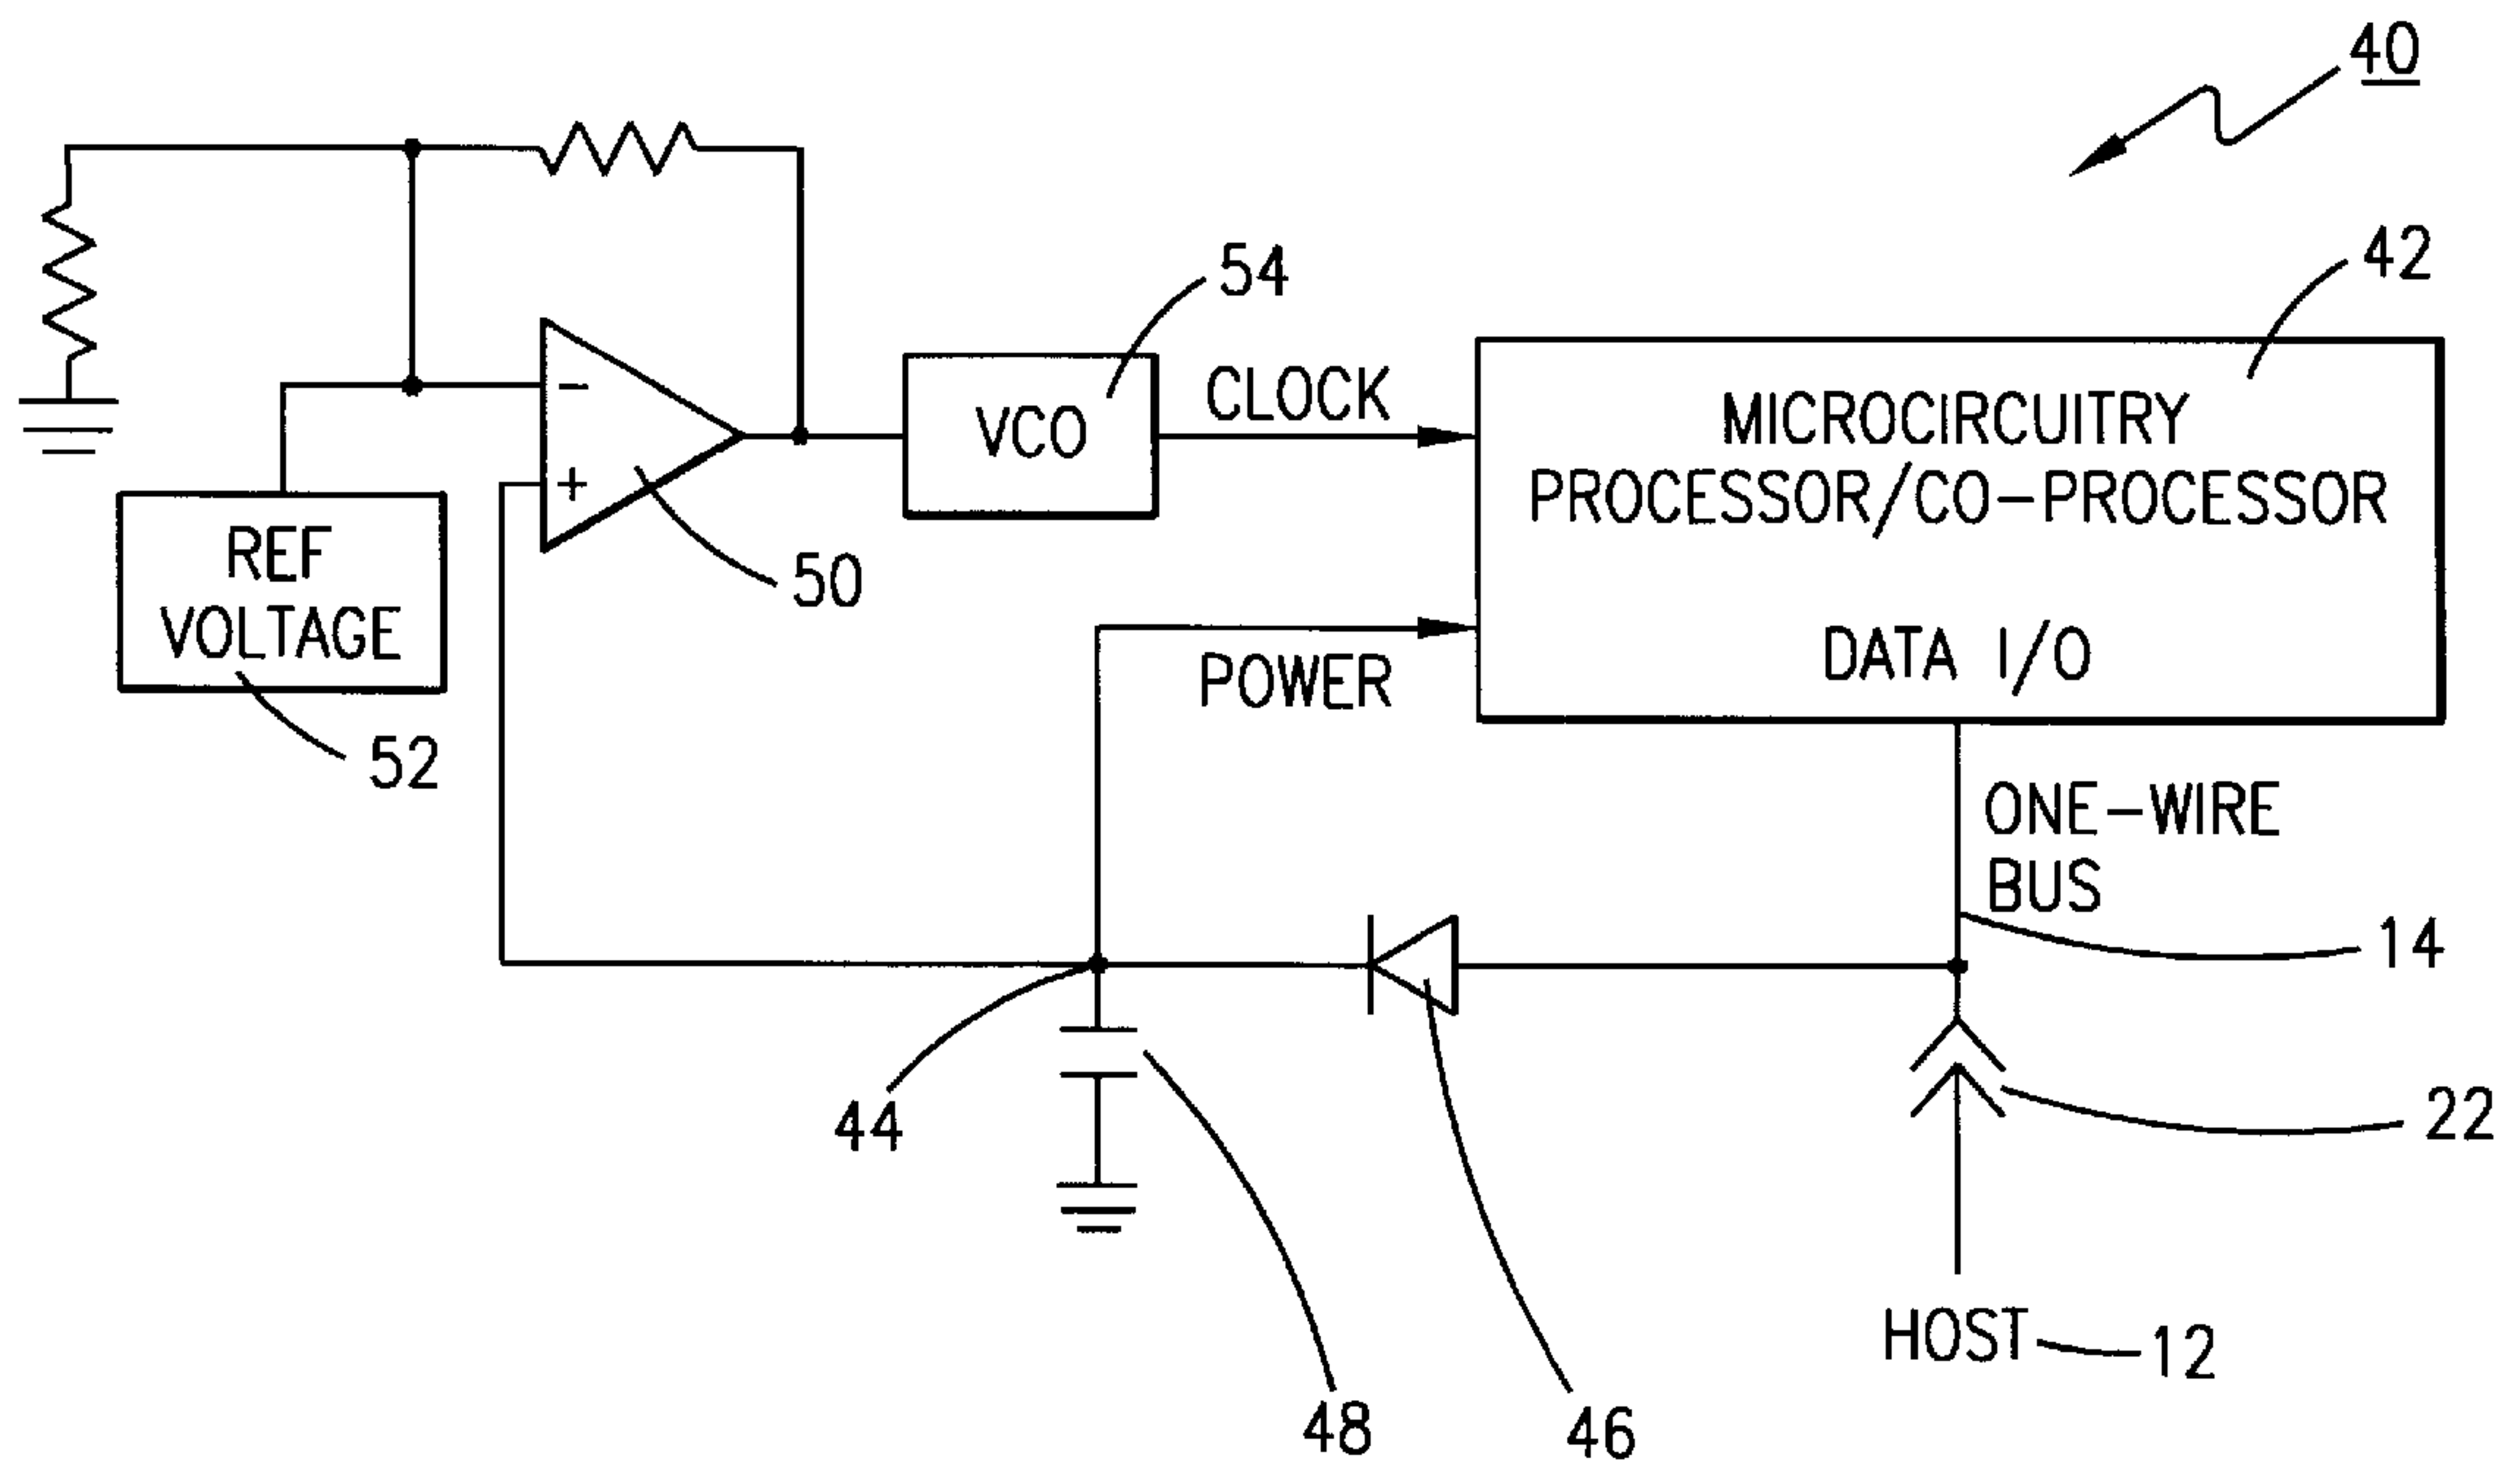 40
42
54
CLOCK
VCO
MICROCIRCUITRY
PROCESSOR/CO-PROCESSOR
DATA I/O
-
+
50
REF
VOLTAGE
52
POWER
ONE-WIRE
BUS
14
44
22
HOST
12
48
46